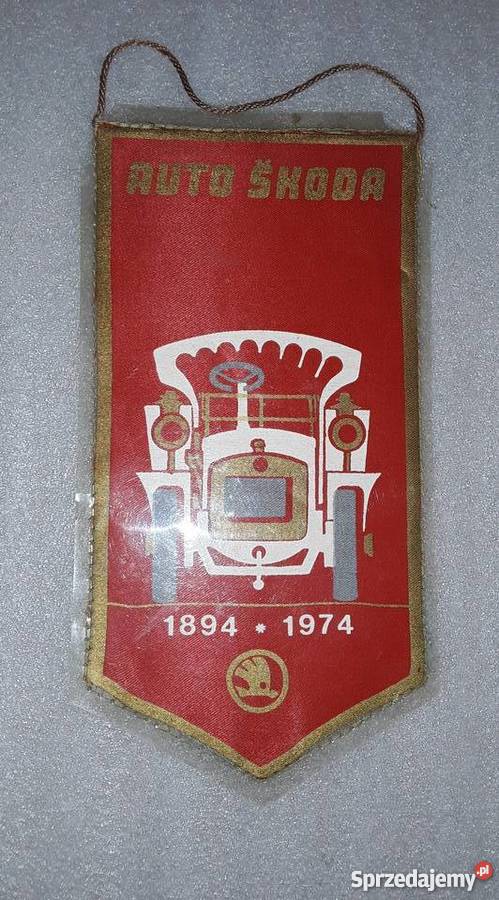 AUTO ŠKODA
1894 * 1974
Sprzedajemy.pl